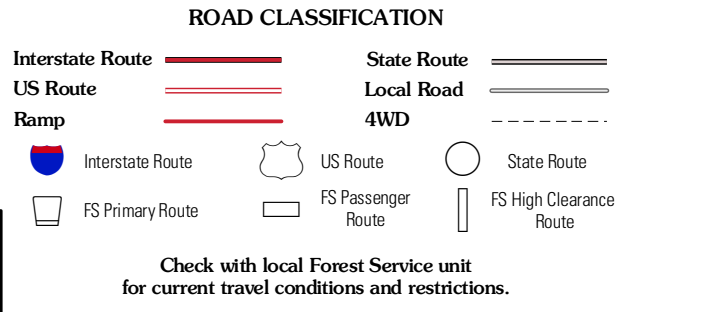 ROAD CLASSIFICATION
Interstate Route
State Route
US Route
Local Road
Ramp
4WD
Interstate Route
US Route
State Route
FS Primary Route
FS Passenger
Route
FS High Clearance
Route
Check with local Forest Service unit
for current travel conditions and restrictions.